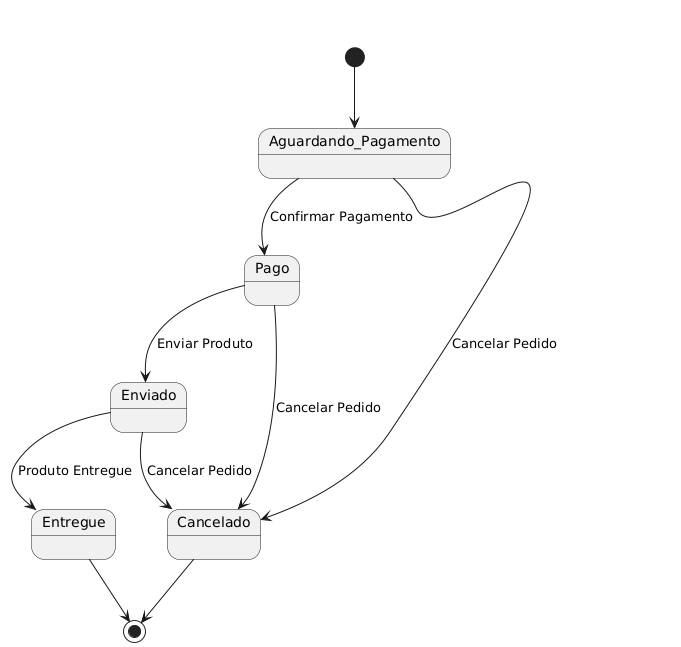 Aguardando_Pagamento
Confirmar Pagamento
Pago
Enviar Produto
Cancelar Pedido
Enviado
Cancelar Pedido
Produto Entregue
Cancelar Pedido
Entregue
Cancelado